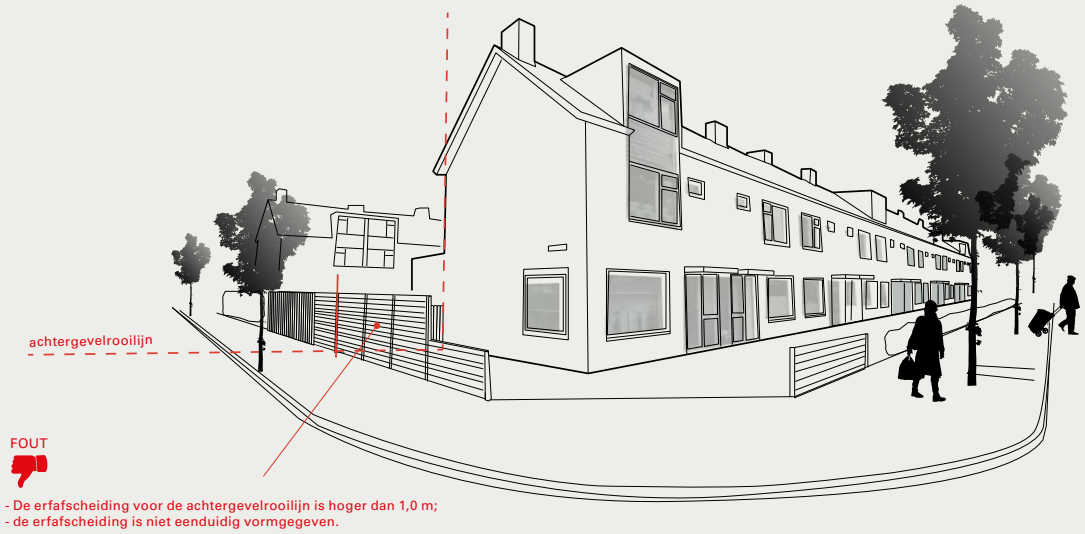 achtergevelrooilijn
FOUT
- De erfafscheiding voor de achtergevelrooilijn is hoger dan 1,0 m;
- de erfafscheiding is niet eenduidig vormgegeven.